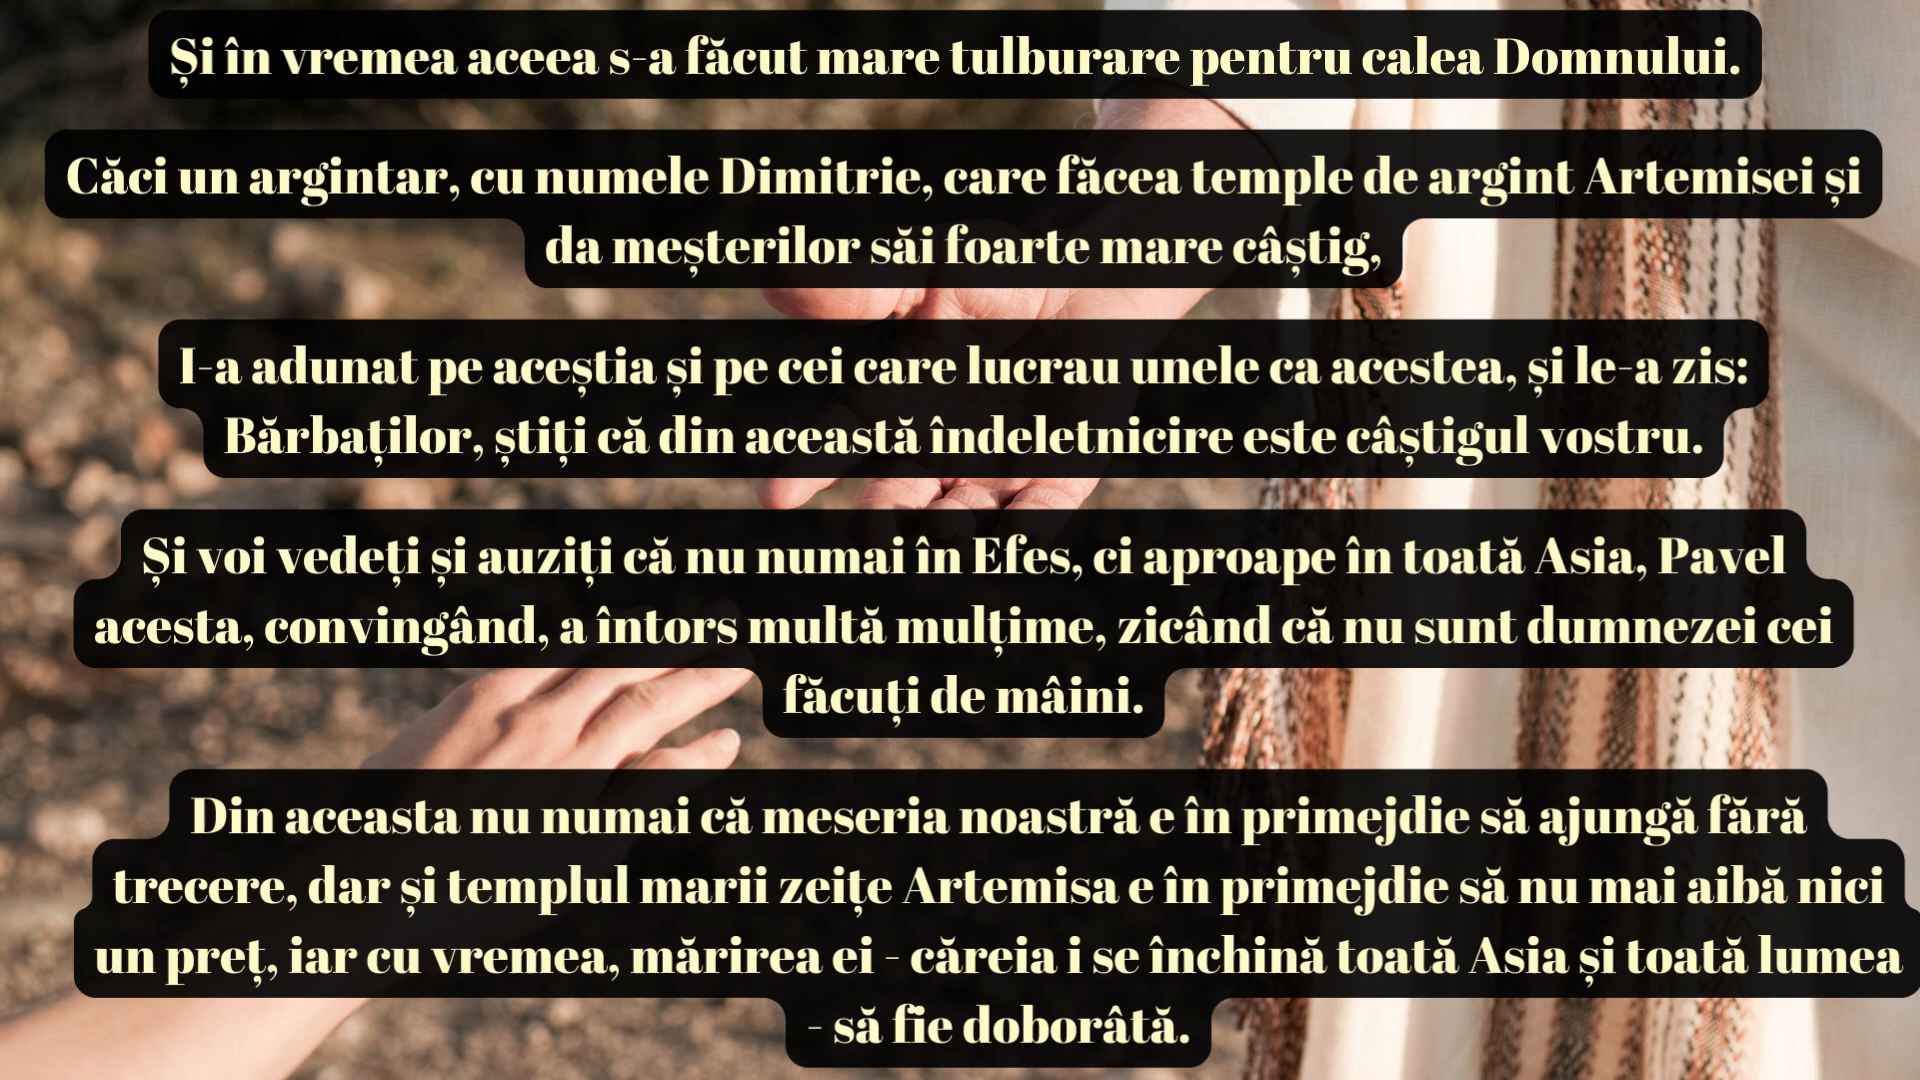 Și în vremea aceea s-a făcut mare tulburare pentru calea Domnului.
Căci un argintar, cu numele Dimitrie, care făcea temple de argint Artemisei și
da meșterilor săi foarte mare câștig,
I-a adunat pe aceștia și pe cei care lucrau unele ca acestea, și le-a zis:
Bărbaților, știți că din această îndeletnicire este câștigul vostru.
Și voi vedeți și auziți că nu numai în Efes, ci aproape în toată Asia, Pavel
acesta, convingând, a întors multă mulțime, zicând că nu sunt dumnezei cei
făcuți de mâini.
Din aceasta nu numai că meseria noastră e în primejdie să ajungă fără
trecere, dar și templul marii zeițe Artemisa e în primejdie să nu mai aibă nici
un preț, iar cu vremea, mărirea ei - căreia i se închină toată Asia și toată lumea
- să fie doborâtă.